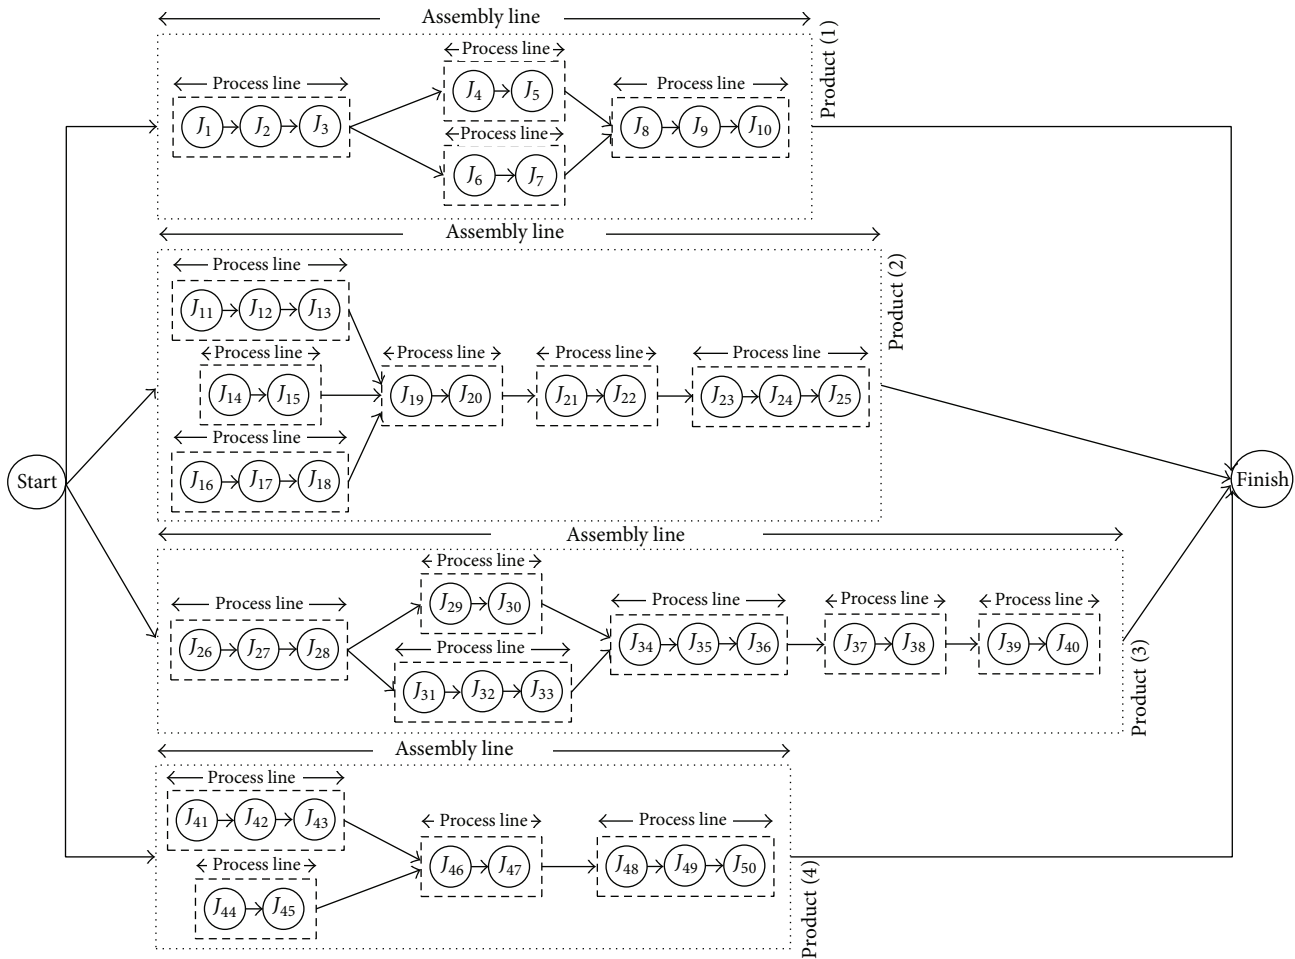 Assembly line
Process line
J4 J5
Process line
J1 J2 J3
Process line
J6 J7
Process line
J8 J9 J10
Product (1)
Assembly line
Process line
J11 J12 J13
Process line
J14 J15
Process line
J16 J17 J18
Process line
J19 J20
Process line
J21 J22
Process line
J23 J24 J25
Product (2)
Start
Finish
Assembly line
Process line
J26 J27 J28
Process line
J29 J30
Process line
J31 J32 J33
Process line
J34 J35 J36
Process line
J37 J38
Process line
J39 J40
Product (3)
Assembly line
Process line
J41 J42 J43
Process line
J44 J45
Process line
J46 J47
Process line
J48 J49 J50
Product (4)